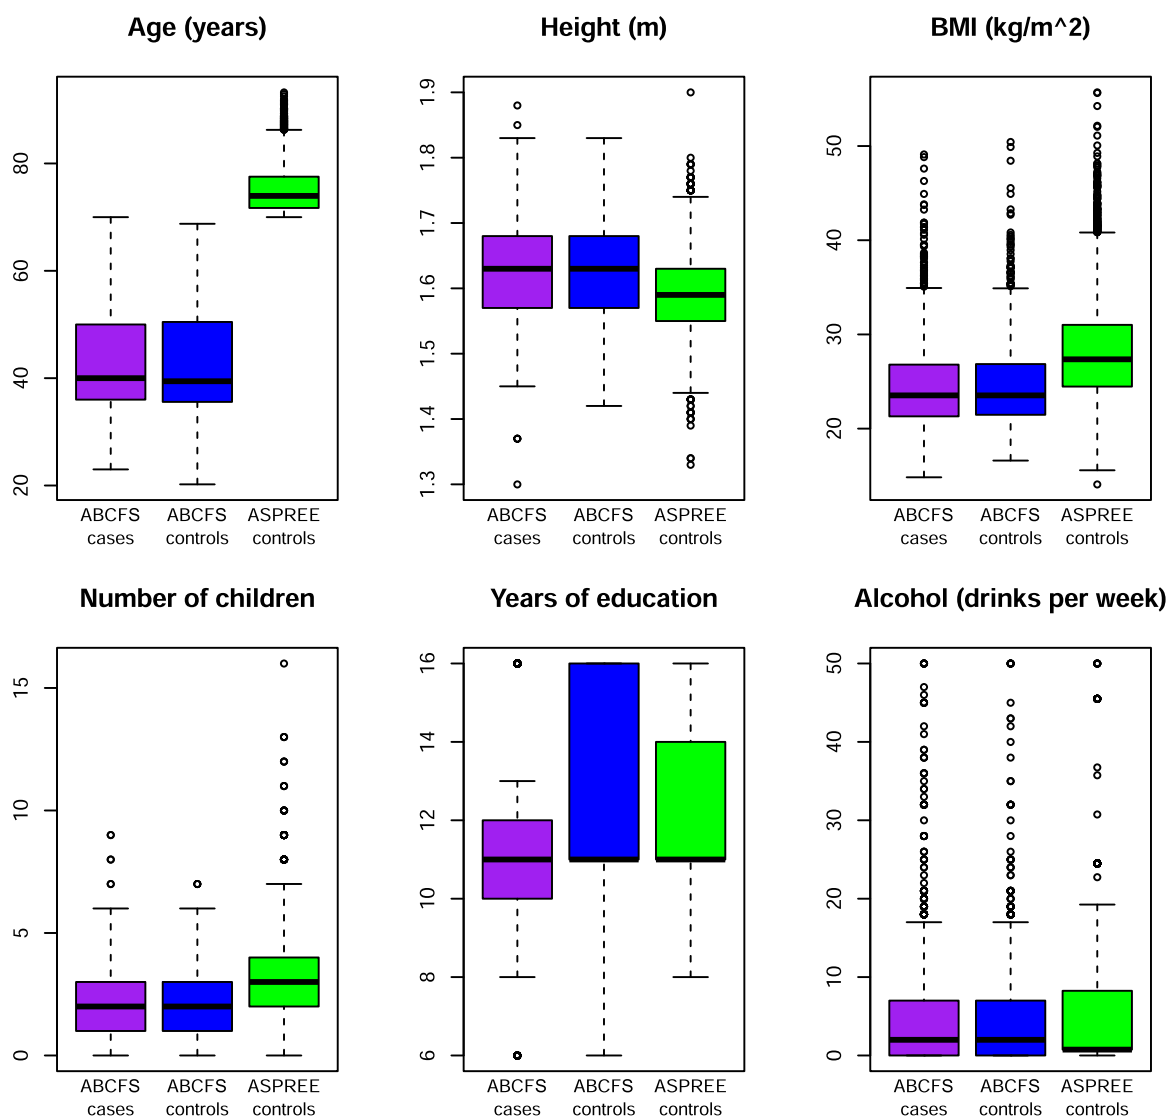 Age (years)
Height (m)
BMI (kg/m^2)
80
60
40
20
1.9
1.8
1.7
1.6
1.5
1.4
1.3
50
40
30
20
ABCFS cases
ABCFS controls
ASPREE controls
ABCFS cases
ABCFS controls
ASPREE controls
ABCFS cases
ABCFS controls
ASPREE controls
Number of children
Years of education
Alcohol (drinks per week)
15
10
5
0
16
14
12
10
8
6
50
40
30
20
10
0
ABCFS cases
ABCFS controls
ASPREE controls
ABCFS cases
ABCFS controls
ASPREE controls
ABCFS cases
ABCFS controls
ASPREE controls